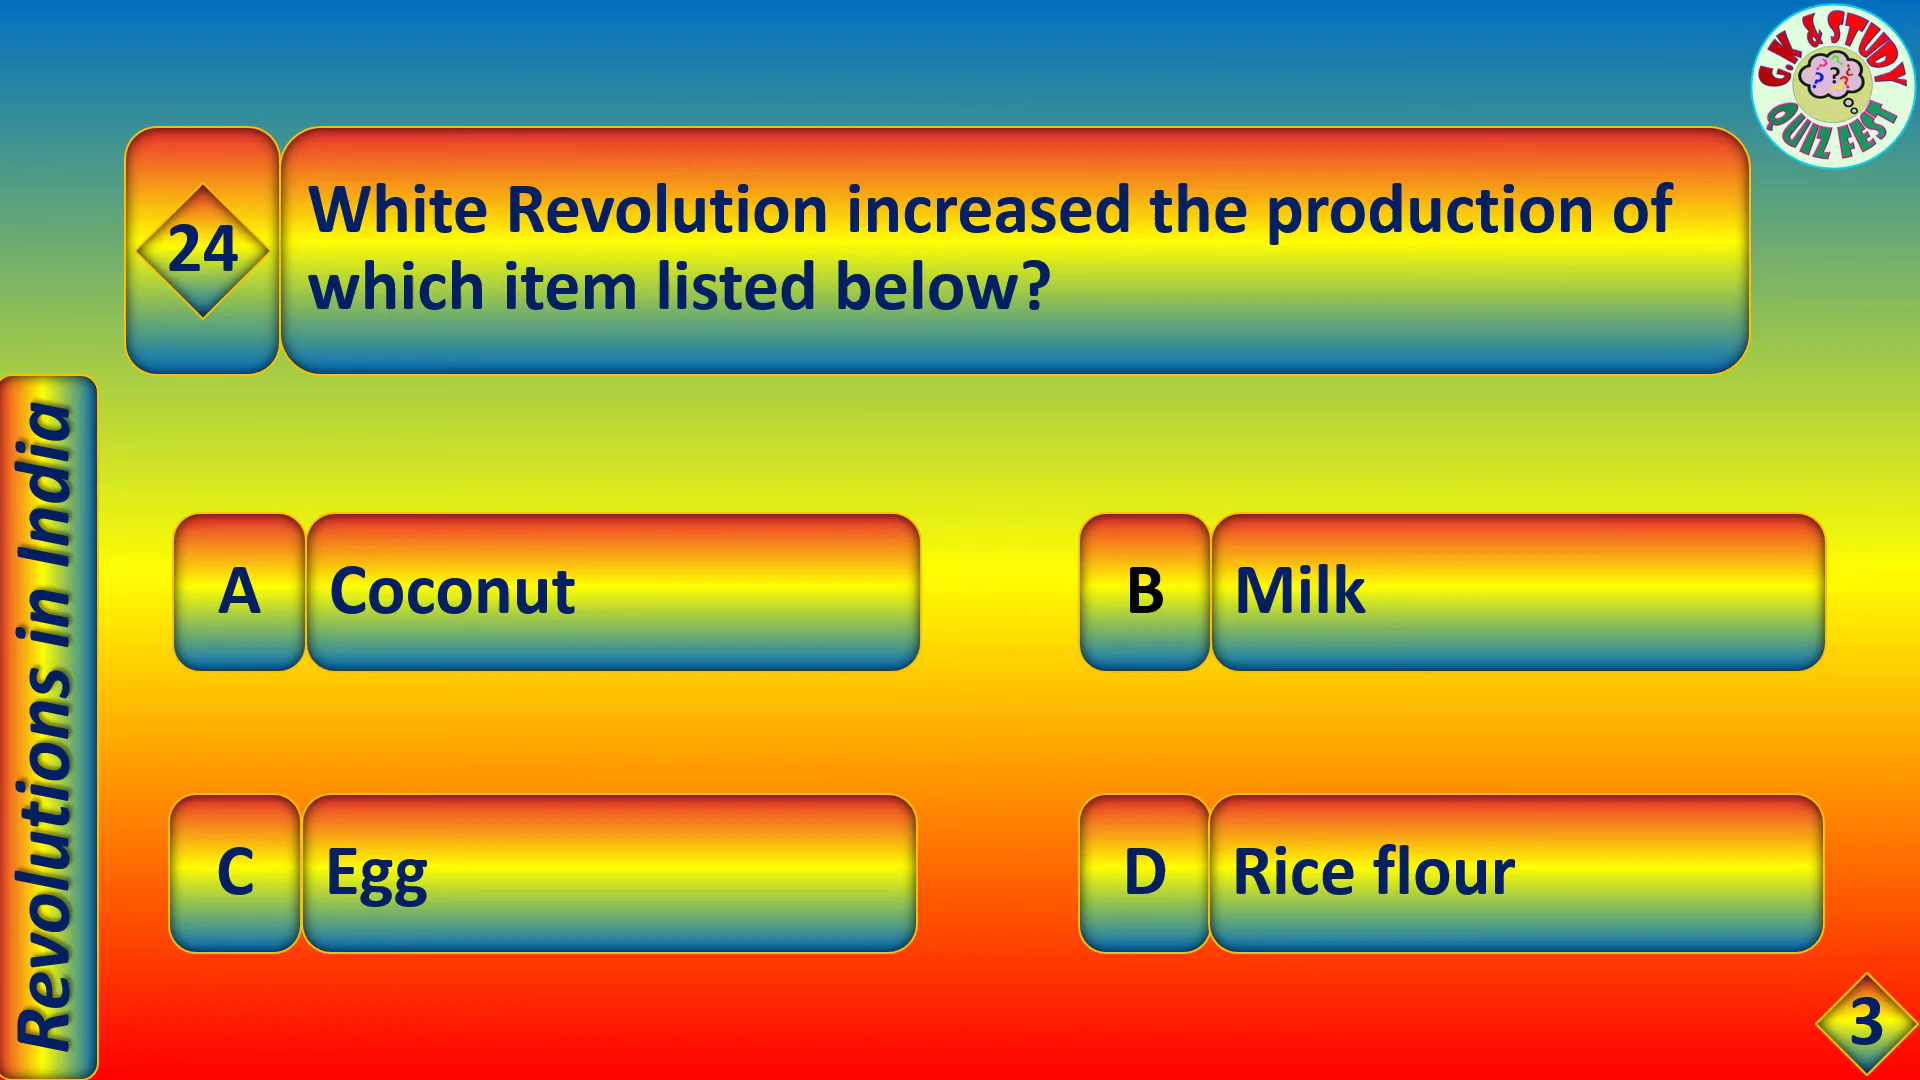 G.K & STUDY
QUIZ FEST
24
White Revolution increased the production of
which item listed below?
Revolutions in India
A
Coconut
B
Milk
C
Egg
D
Rice flour
3